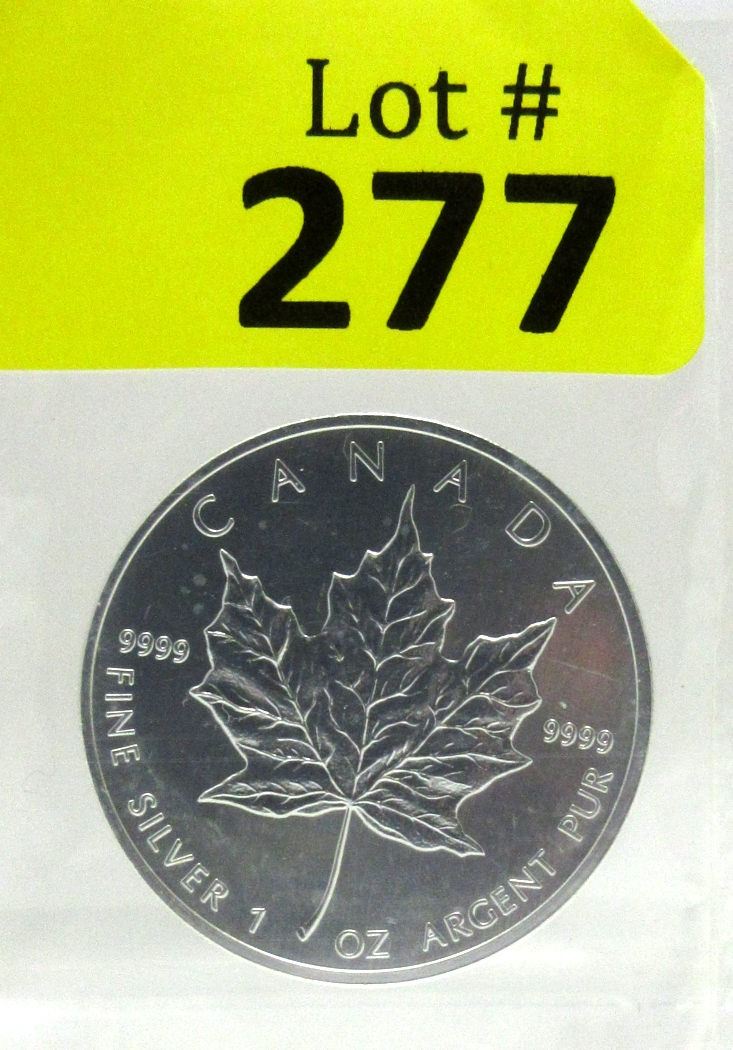 Lot #
277
CANADA
9999
9999
FINE SILVER 1 OZ ARGENT PUR